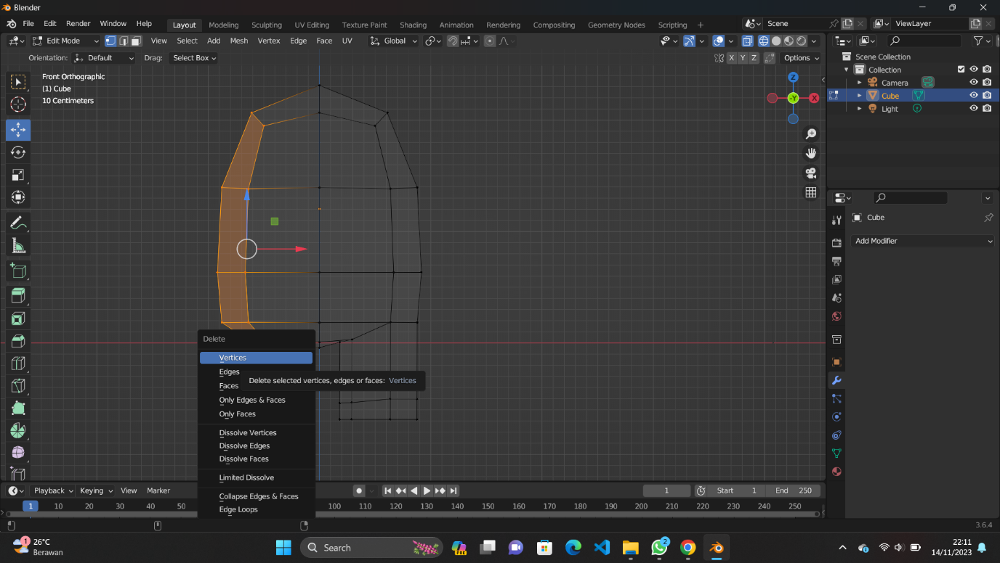 Blender
File Edit Render Window Help Layout Modeling Sculpting UV Editing Texture Paint Shading Animation Rendering Compositing Geometry Nodes Scripting + Scene ViewLayer
Edit Mode View Select Add Mesh Vertex Edge Face UV Global
Orientation: Default Drag: Select Box X Y Z Options
Front Orthographic
(1) Cube
10 Centimeters
Z
-Y X
Scene Collection
Collection
Camera
Cube
Light
Cube
Add Modifier
Delete
Vertices
Edges
Delete selected vertices, edges or faces: Vertices
Faces
Only Edges & Faces
Only Faces
Dissolve Vertices
Dissolve Edges
Dissolve Faces
Limited Dissolve
Collapse Edges & Faces
Edge Loops
Playback Keying View Marker 1 Start 1 End 250
1 10 20 30 40 50 100 110 120 130 140 150 160 170 180 190 200 210 220 230 240 250
3.6.4
1
26°C
Berawan
Search
PRE
2
22:11
14/11/2023